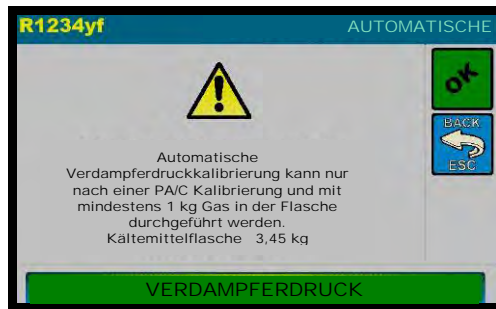 R1234yf
AUTOMATISCHE
OK
BACK
ESC
Automatische
Verdampferdruckkalibrierung kann nur
nach einer PA/C Kalibrierung und mit
mindestens 1 kg Gas in der Flasche
durchgeführt werden.
Kältemittelflasche 3,45 kg
VERDAMPFERDRUCK